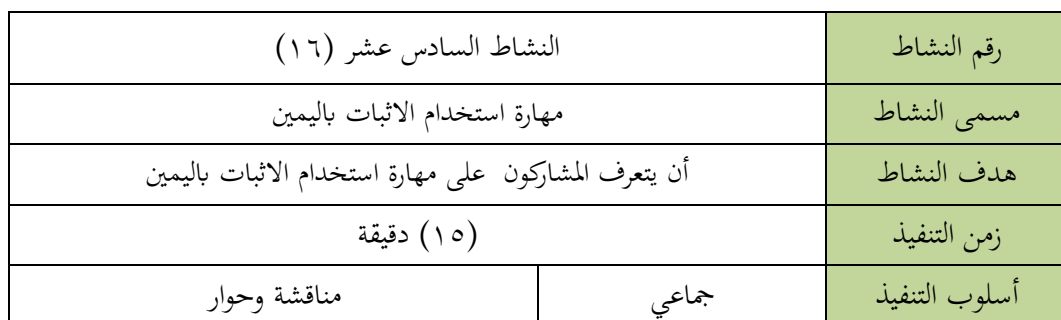 رقم النشاط النشاط السادس عشر (١٦)
مسمى النشاط مهارة استخدام الاثبات باليمين
هدف النشاط أن يتعرف المشاركون على مهارة استخدام الاثبات باليمين
زمن التنفيذ (١٥) دقيقة
أسلوب التنفيذ جماعي مناقشة وحوار